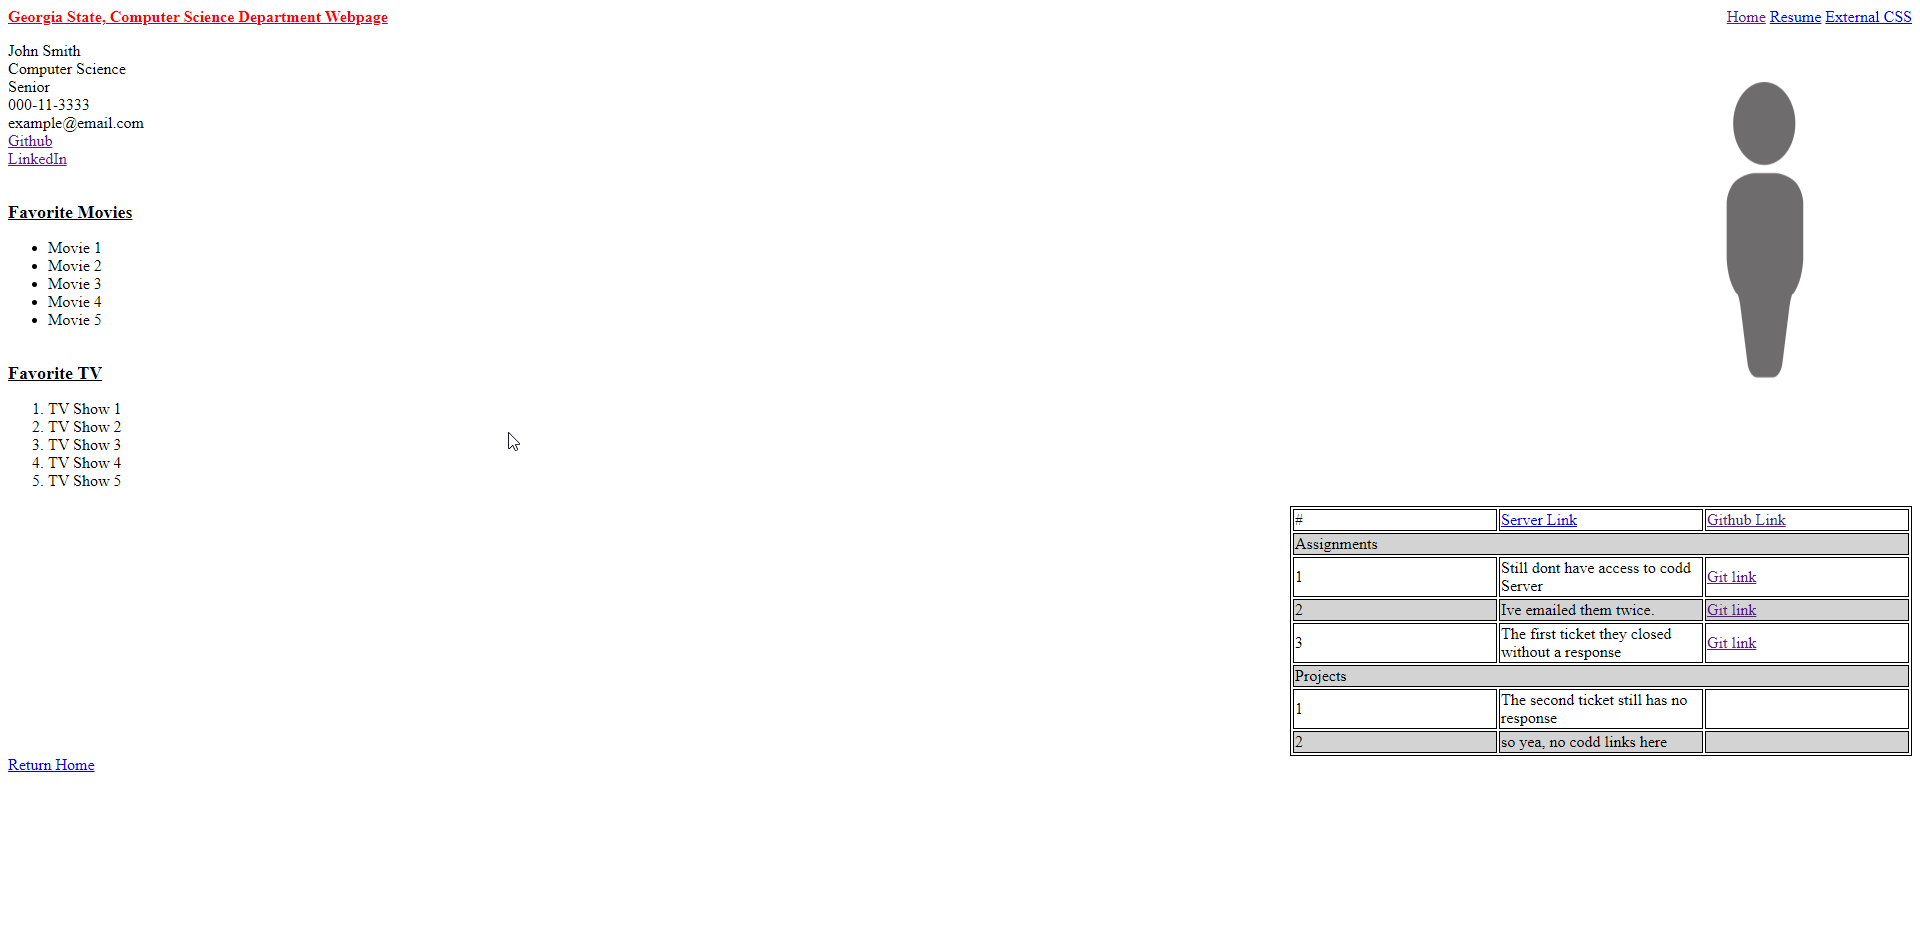 Georgia State, Computer Science Department Webpage
Home Resume External CSS
John Smith
Computer Science
Senior
000-11-3333
example@email.com
Github
LinkedIn
Favorite Movies
• Movie 1
• Movie 2
• Movie 3
• Movie 4
• Movie 5
Favorite TV
1. TV Show 1
2. TV Show 2
3. TV Show 3
4. TV Show 4
5. TV Show 5
# Server Link Github Link
Assignments
1 Still dont have access to codd
Server Git link
2 Ive emailed them twice. Git link
3 The first ticket they closed
without a response Git link
Projects
1 The second ticket still has no
response
2 so yea, no codd links here
Return Home